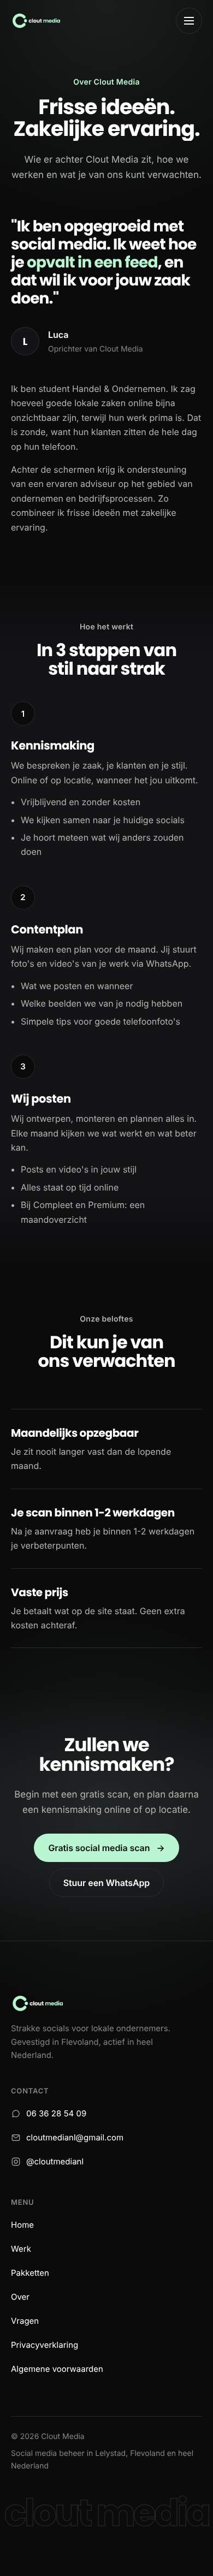 clout media
Over Clout Media
Frisse ideeën.
Zakelijke ervaring.
Wie er achter Clout Media zit, hoe we
werken en wat je van ons kunt verwachten.
"Ik ben opgegroeid met
social media. Ik weet hoe
je opvalt in een feed, en
dat wil ik voor jouw zaak
doen."
L
Luca
Oprichter van Clout Media
Ik ben student Handel & Ondernemen. Ik zag
hoeveel goede lokale zaken online bijna
onzichtbaar zijn, terwijl hun werk prima is. Dat
is zonde, want hun klanten zitten de hele dag
op hun telefoon.
Achter de schermen krijg ik ondersteuning
van een ervaren adviseur op het gebied van
ondernemen en bedrijfsprocessen. Zo
combineer ik frisse ideeën met zakelijke
ervaring.
Hoe het werkt
In 3 stappen van
stil naar strak
1
Kennismaking
We bespreken je zaak, je klanten en je stijl.
Online of op locatie, wanneer het jou uitkomt.
• Vrijblijvend en zonder kosten
• We kijken samen naar je huidige socials
• Je hoort meteen wat wij anders zouden
doen
2
Contentplan
Wij maken een plan voor de maand. Jij stuurt
foto's en video's van je werk via WhatsApp.
• Wat we posten en wanneer
• Welke beelden we van je nodig hebben
• Simpele tips voor goede telefoonfoto's
3
Wij posten
Wij ontwerpen, monteren en plannen alles in.
Elke maand kijken we wat werkt en wat beter
kan.
• Posts en video's in jouw stijl
• Alles staat op tijd online
• Bij Compleet en Premium: een
maandoverzicht
Onze beloftes
Dit kun je van
ons verwachten
Maandelijks opzegbaar
Je zit nooit langer vast dan de lopende
maand.
Je scan binnen 1-2 werkdagen
Na je aanvraag heb je binnen 1-2 werkdagen
je verbeterpunten.
Vaste prijs
Je betaalt wat op de site staat. Geen extra
kosten achteraf.
Zullen we
kennismaken?
Begin met een gratis scan, en plan daarna
een kennismaking online of op locatie.
Gratis social media scan →
Stuur een WhatsApp
clout media
Strakke socials voor lokale ondernemers.
Gevestigd in Flevoland, actief in heel
Nederland.
CONTACT
06 36 28 54 09
cloutmedianl@gmail.com
@cloutmedianl
MENU
Home
Werk
Pakketten
Over
Vragen
Privacyverklaring
Algemene voorwaarden
© 2026 Clout Media
Social media beheer in Lelystad, Flevoland en heel
Nederland
clout media